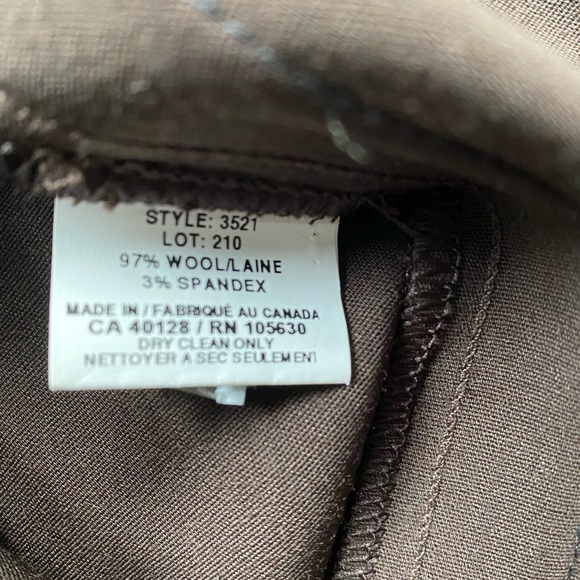 STYLE: 3521
LOT: 210
97% WOOL/LAINE
3% SPANDEX
MADE IN / FABRIQUÉ AU CANADA
CA 40128 / RN 105630
DRY CLEAN ONLY
NETTOYER A SEC SEULEMENT